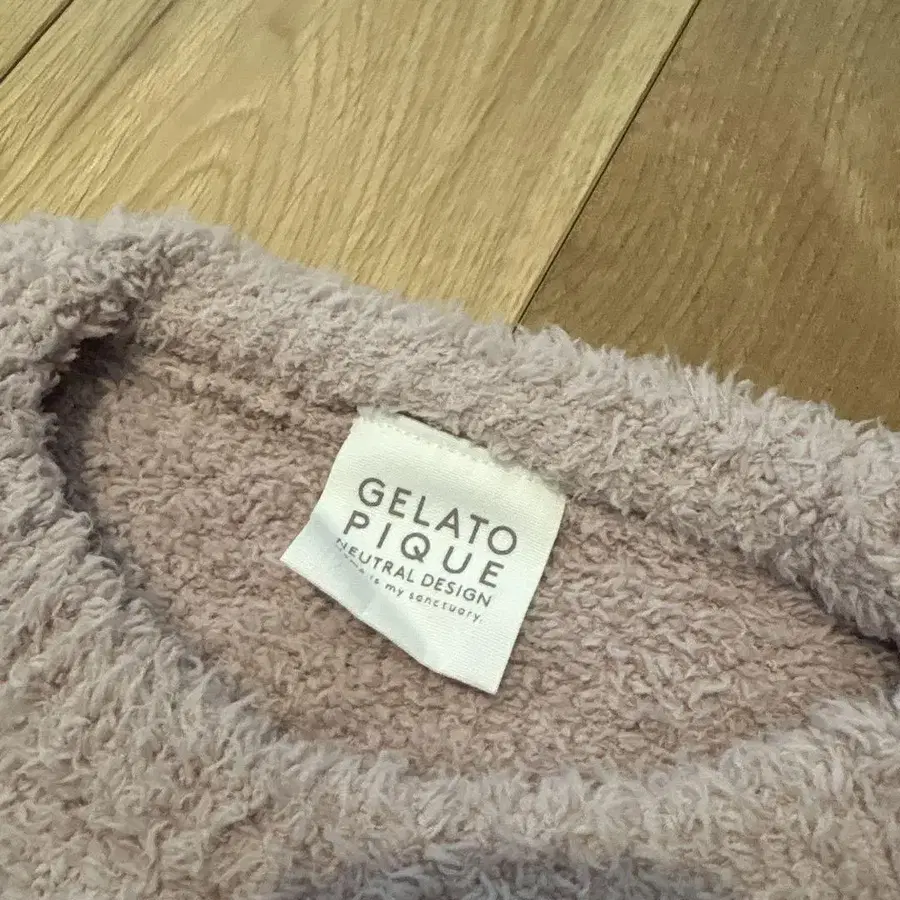 GELATO
PIQUE
NEUTRAL DESIGN
is my sanctuary.